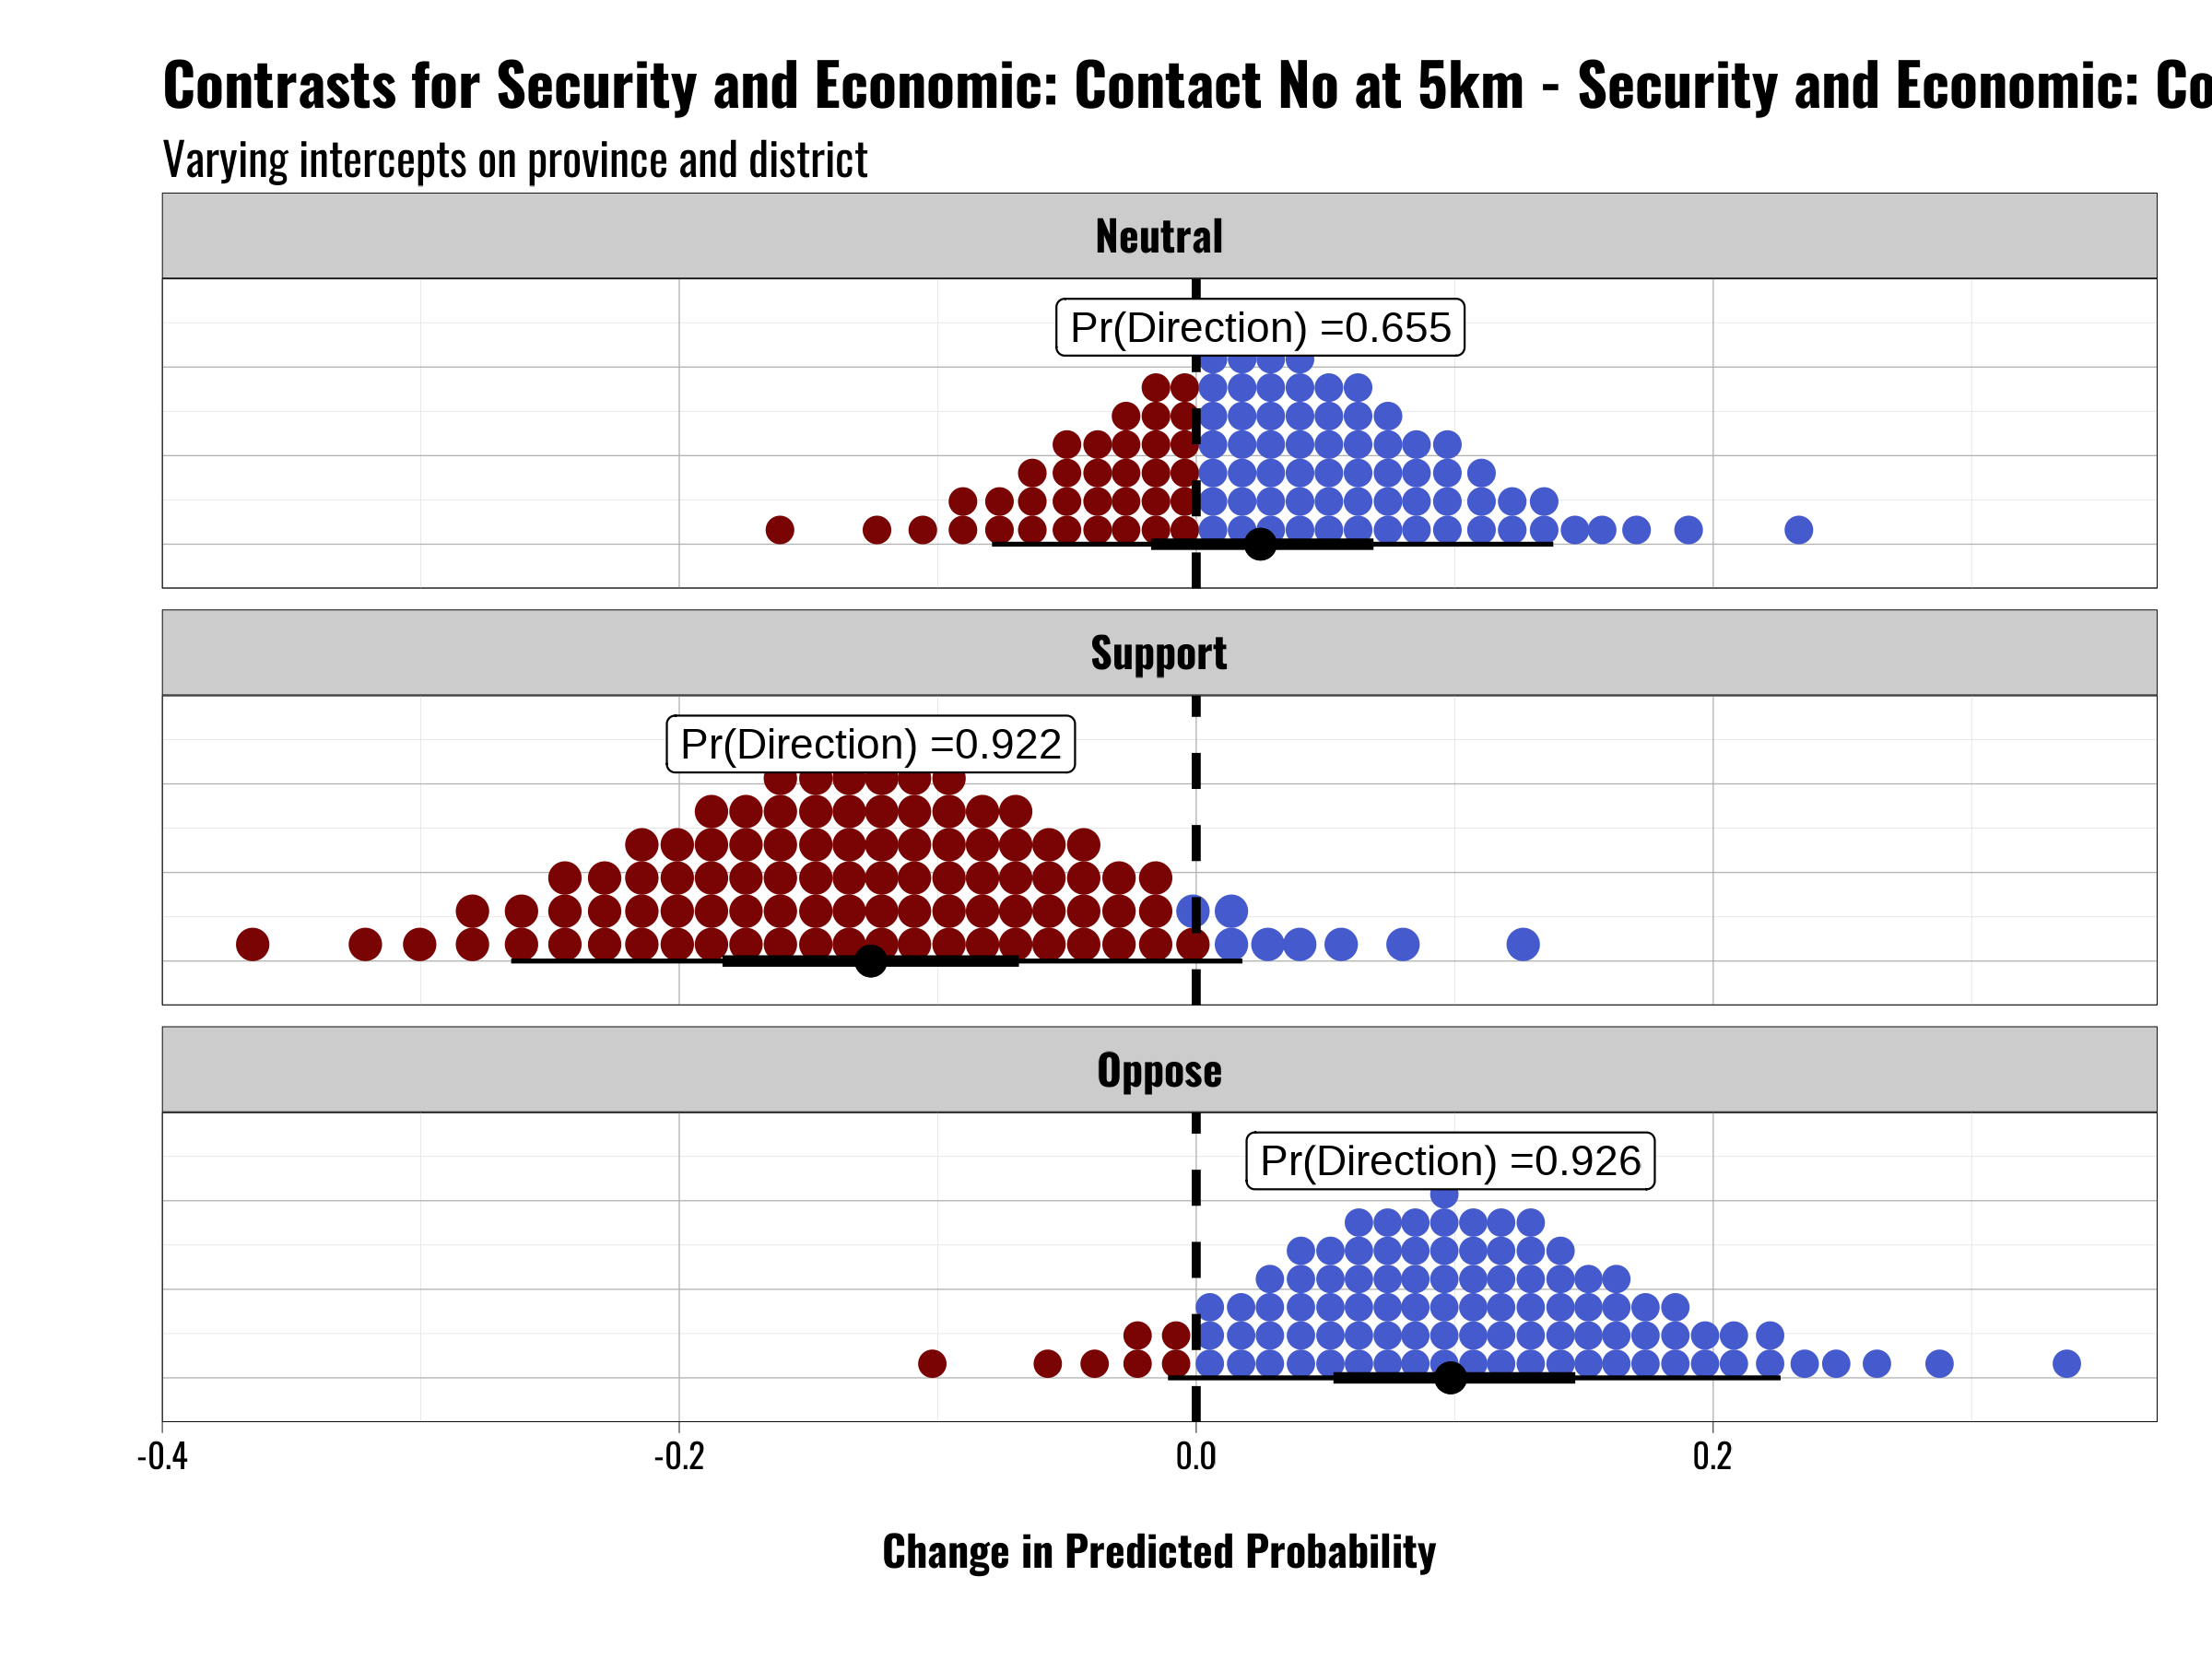 Contrasts for Security and Economic: Contact No at 5km - Security and Economic:
Varying intercepts on province and district
Neutral
Pr(Direction) =0.655
Support
Pr(Direction) =0.922
Oppose
Pr(Direction) =0.926
-0.4 -0.2 0.0 0.2
Change in Predicted Probability